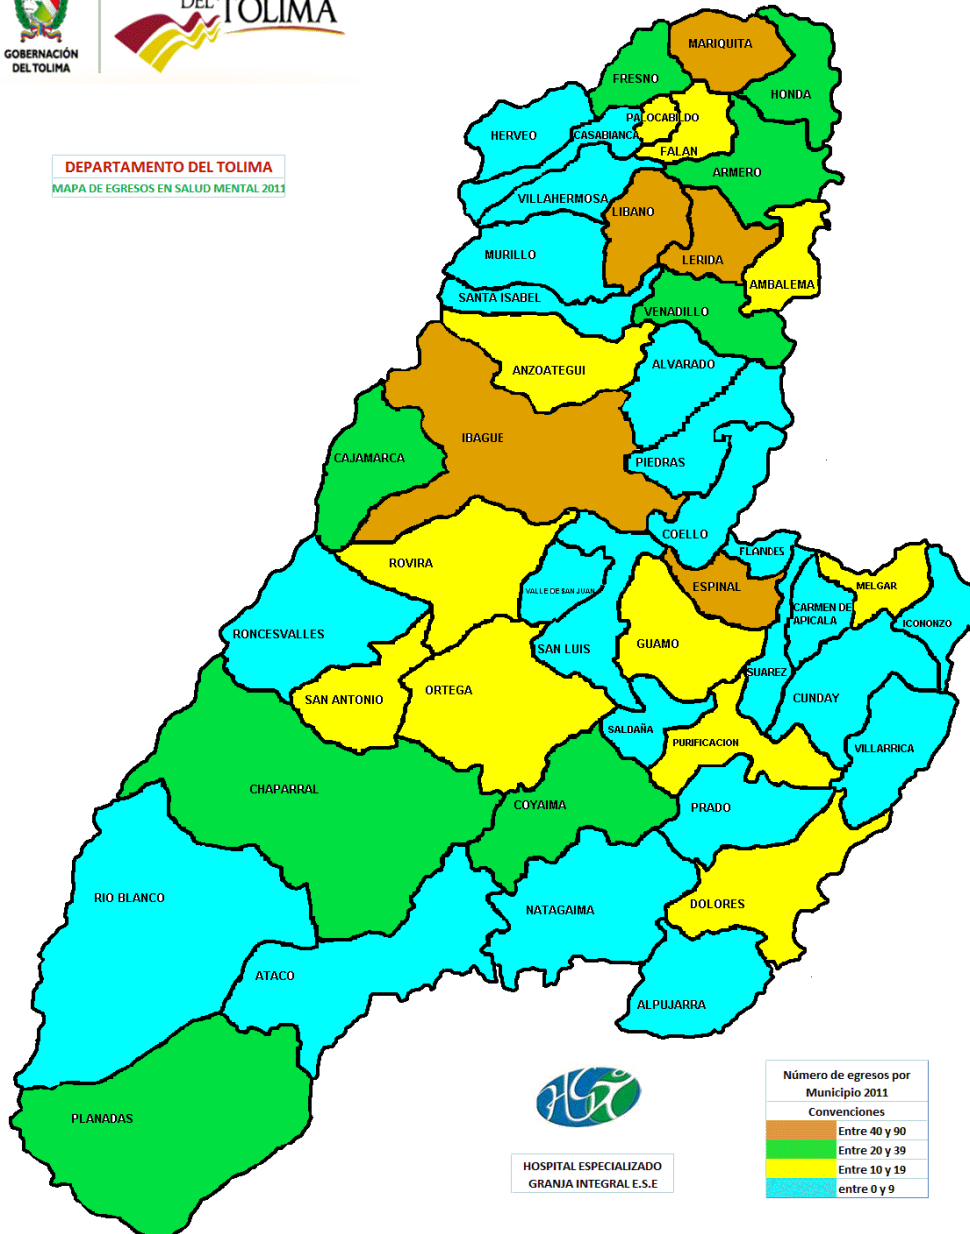 DEL TOLIMA
GOBERNACIÓN
DEL TOLIMA
DEPARTAMENTO DEL TOLIMA
MAPA DE EGRESOS EN SALUD MENTAL 2011
MARIQUITA
FRESNO
HONDA
PALOCABILDO
HERVEO
CASABIANCA
FALAN
ARMERO
VILLAHERMOSA
LIBANO
MURILLO
LERIDA
AMBALEMA
SANTA ISABEL
VENADILLO
ANZOATEGUI
ALVARADO
IBAGUE
CAJAMARCA
PIEDRAS
COELLO
FLANDES
ROVIRA
ESPINAL
MELGAR
VALLE DE SAN JUAN
CARMEN DE
APICALA
ICONONZO
RONCESVALLES
SAN LUIS
GUAMO
SUAREZ
ORTEGA
SAN ANTONIO
CUNDAY
SALDAÑA
PURIFICACION
VILLARRICA
CHAPARRAL
COYAIMA
PRADO
RIO BLANCO
NATAGAIMA
DOLORES
ATACO
ALPUJARRA
PLANADAS
HOSPITAL ESPECIALIZADO
GRANJA INTEGRAL E.S.E
Número de egresos por
Municipio 2011
Convenciones
Entre 40 y 90
Entre 20 y 39
Entre 10 y 19
entre 0 y 9